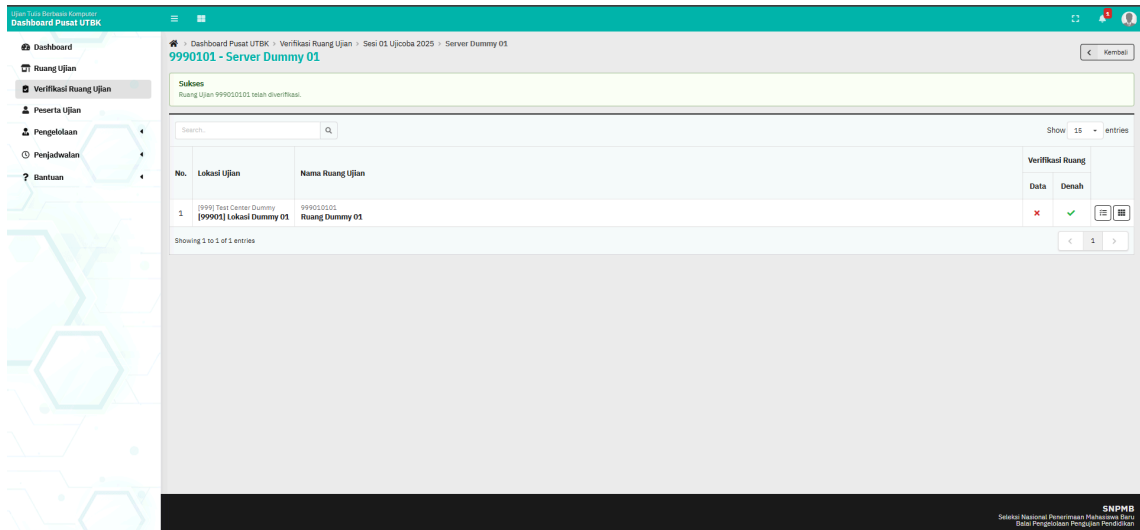 Ujian Tulis Berbasis Komputer
Dashboard Pusat UTBK
1
Dashboard
Ruang Ujian
Verifikasi Ruang Ujian
Peserta Ujian
Pengelolaan
Penjadwalan
Bantuan
Dashboard Pusat UTBK > Verifikasi Ruang Ujian > Sesi 01 Ujicoba 2025 > Server Dummy 01
9990101 - Server Dummy 01
< Kembali
Sukses
Ruang Ujian 999010101 telah diverifikasi.
Search..
Show 15 entries
No. Lokasi Ujian Nama Ruang Ujian Verifikasi Ruang
Data Denah
1 [999] Test Center Dummy 999010101
[99901] Lokasi Dummy 01 Ruang Dummy 01
Showing 1 to 1 of 1 entries
< 1 >
SNPMB
Seleksi Nasional Penerimaan Mahasiswa Baru
Balai Pengelolaan Pengujian Pendidikan